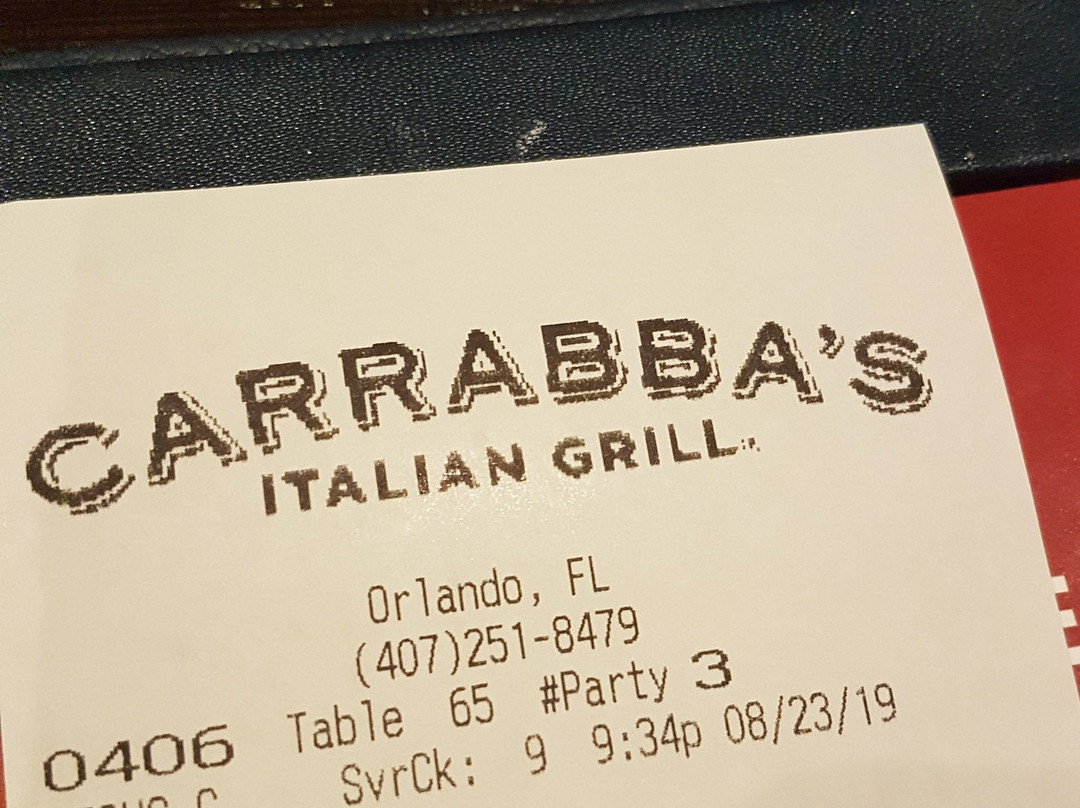 CARRABBA'S
ITALIAN GRILL
Orlando, FL
(407)251-8479
0406 Table 65 #Party 3
SvrCk: 9 9:34p 08/23/19